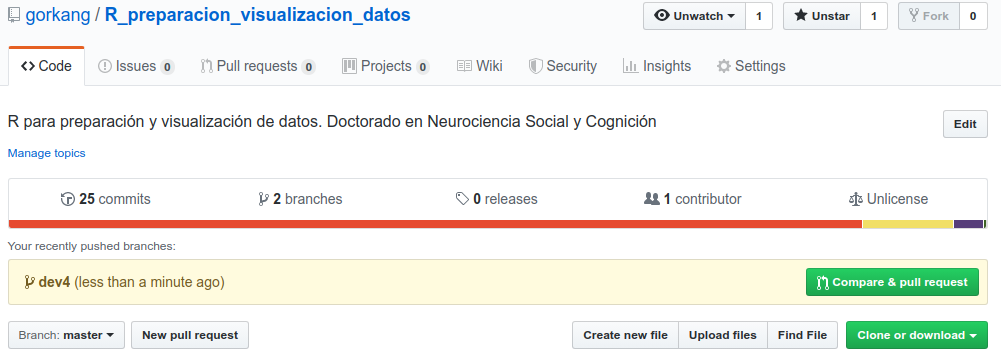 gorkang / R_preparacion_visualizacion_datos Unwatch 1 Unstar 1 Fork 0
Code Issues 0 Pull requests 0 Projects 0 Wiki Security Insights Settings
R para preparación y visualización de datos. Doctorado en Neurociencia Social y Cognición Edit
Manage topics
25 commits 2 branches 0 releases 1 contributor Unlicense
Your recently pushed branches:
dev4 (less than a minute ago) Compare & pull request
Branch: master New pull request Create new file Upload files Find File Clone or download